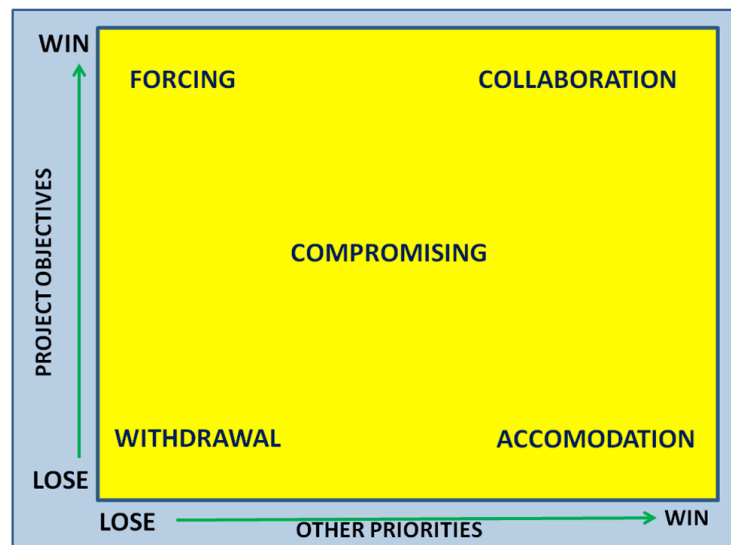 WIN
FORCING
COLLABORATION
PROJECT OBJECTIVES
COMPROMISING
WITHDRAWAL
ACCOMODATION
LOSE
LOSE
OTHER PRIORITIES
WIN